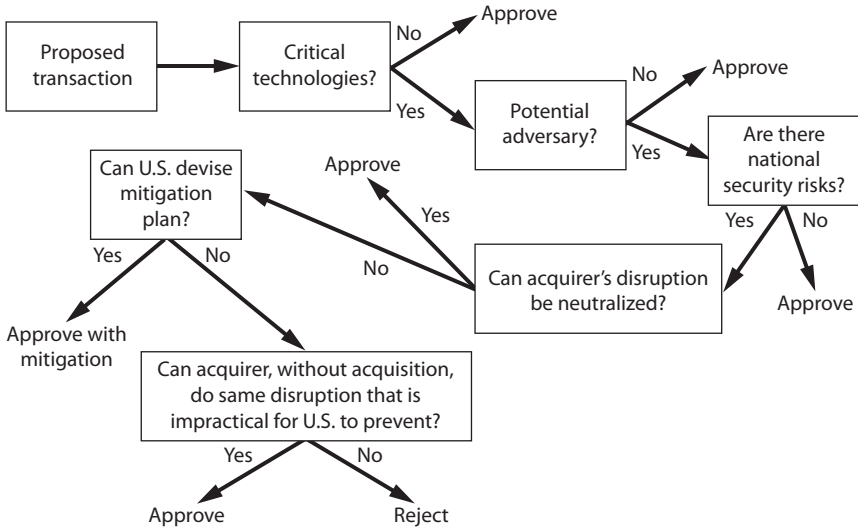 Proposed
transaction
Critical
technologies?
No
Approve
Yes
Potential
adversary?
No
Approve
Yes
Are there
national
security risks?
Yes
No
Approve
Can acquirer’s disruption
be neutralized?
Yes
Approve
No
Can U.S. devise
mitigation
plan?
Yes
No
Approve with
mitigation
Can acquirer, without acquisition,
do same disruption that is
impractical for U.S. to prevent?
Yes
No
Approve
Reject